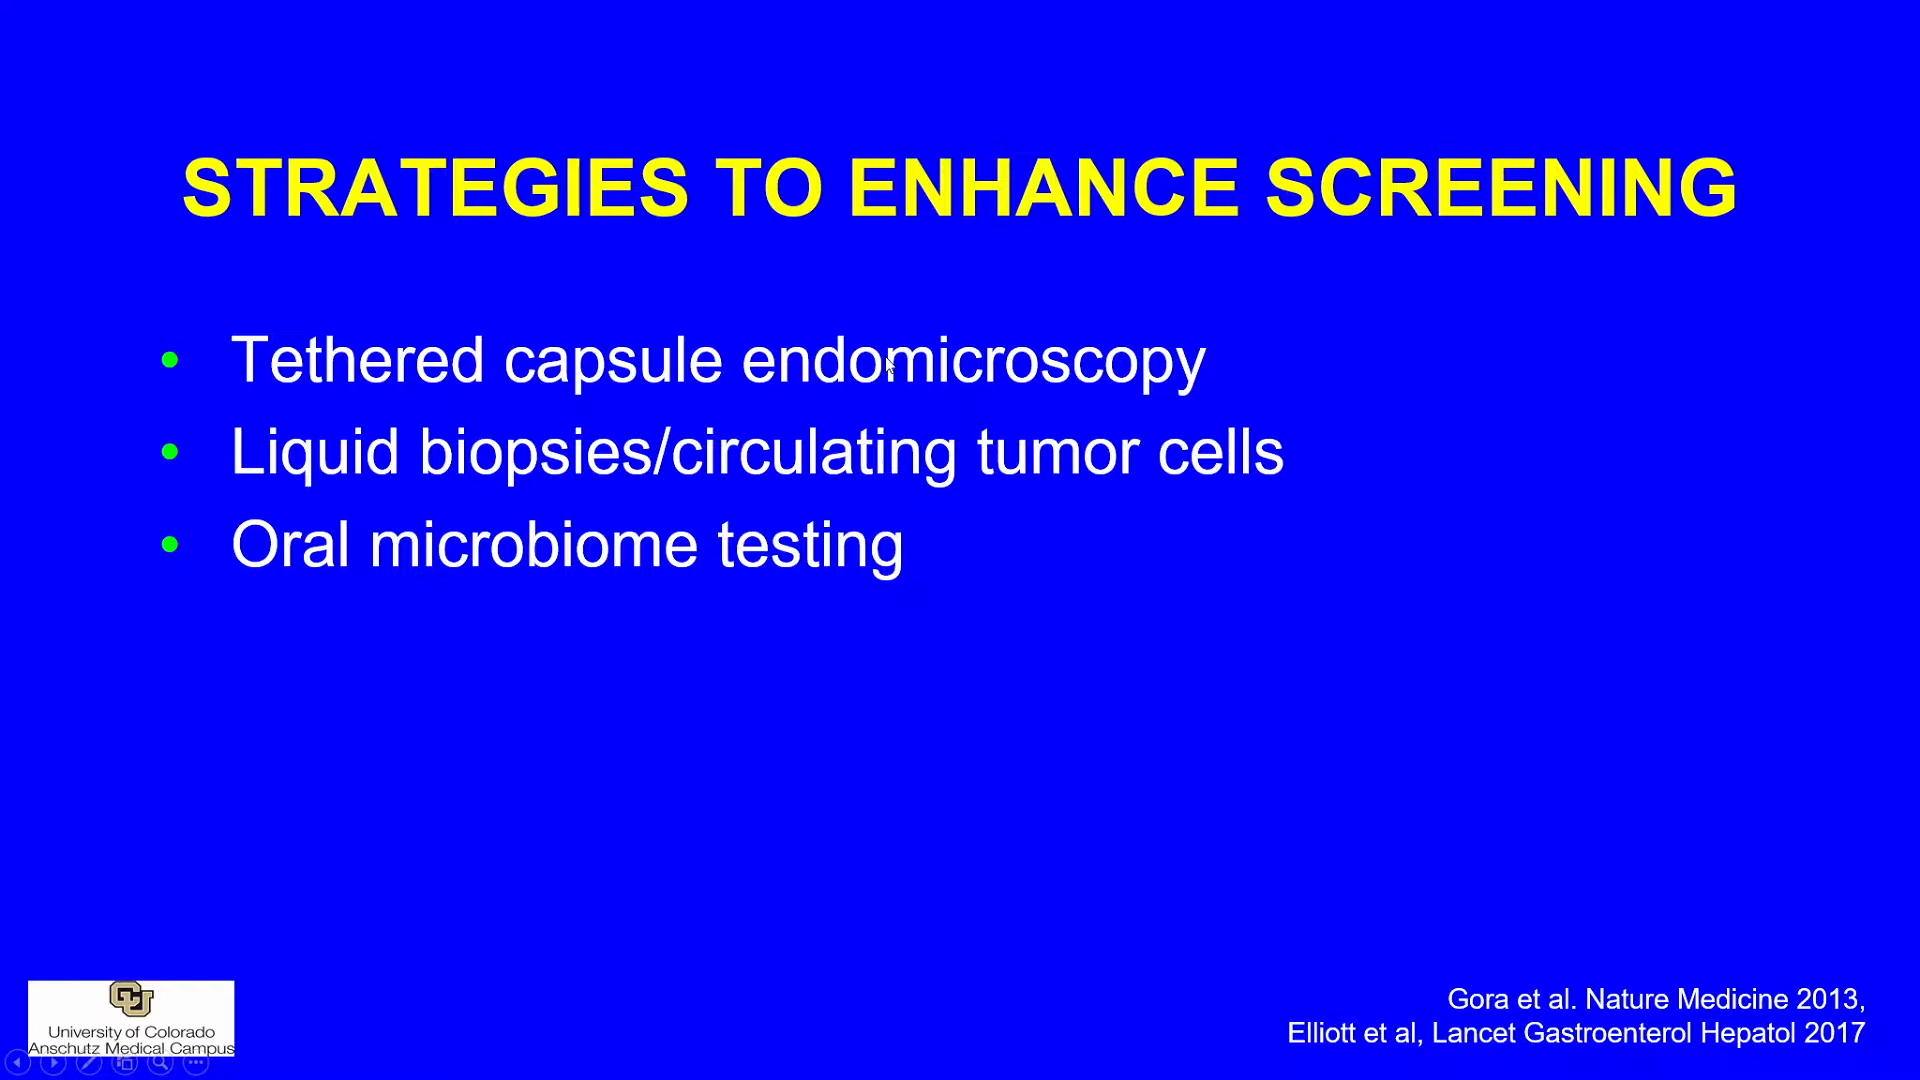 STRATEGIES TO ENHANCE SCREENING
• Tethered capsule endomicroscopy
• Liquid biopsies/circulating tumor cells
• Oral microbiome testing
Gora et al. Nature Medicine 2013,
Elliott et al, Lancet Gastroenterol Hepatol 2017
CU
University of Colorado
Anschutz Medical Campus